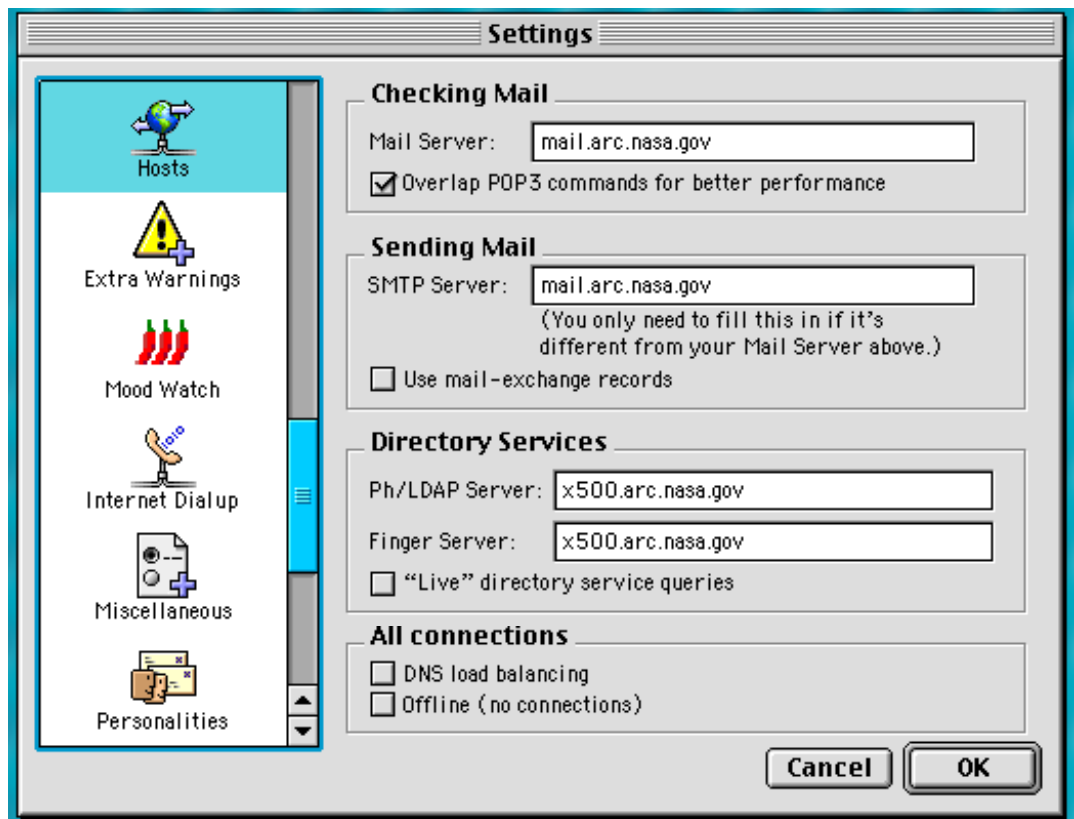 Settings
Hosts
Extra Warnings
Mood Watch
Internet Dialup
Miscellaneous
Personalities
Checking Mail
Mail Server: mail.arc.nasa.gov
Overlap POP3 commands for better performance
Sending Mail
SMTP Server: mail.arc.nasa.gov
(You only need to fill this in if it's
different from your Mail Server above.)
Use mail-exchange records
Directory Services
Ph/LDAP Server: x500.arc.nasa.gov
Finger Server: x500.arc.nasa.gov
“Live” directory service queries
All connections
DNS load balancing
Offline (no connections)
Cancel OK